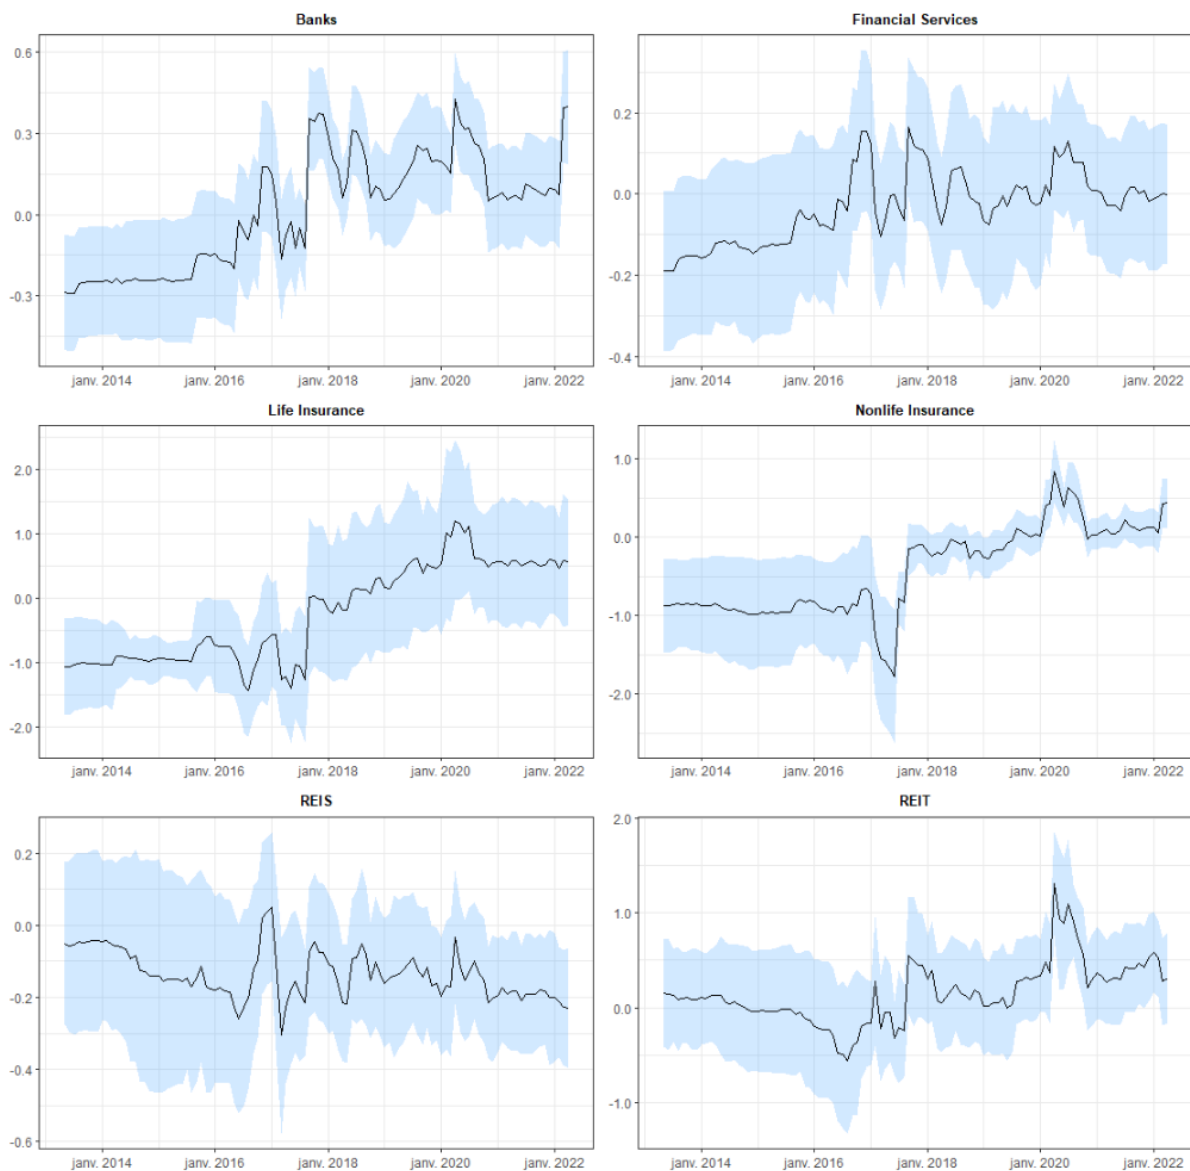 Banks
Financial Services
0.6
0.3
0.0
-0.3
0.2
0.0
-0.2
-0.4
janv. 2014 janv. 2016 janv. 2018 janv. 2020 janv. 2022
janv. 2014 janv. 2016 janv. 2018 janv. 2020 janv. 2022
Life Insurance
Nonlife Insurance
2.0
1.0
0.0
-1.0
-2.0
1.0
0.0
-1.0
-2.0
janv. 2014 janv. 2016 janv. 2018 janv. 2020 janv. 2022
janv. 2014 janv. 2016 janv. 2018 janv. 2020 janv. 2022
REIS
REIT
0.2
0.0
-0.2
-0.4
-0.6
2.0
1.0
0.0
-1.0
janv. 2014 janv. 2016 janv. 2018 janv. 2020 janv. 2022
janv. 2014 janv. 2016 janv. 2018 janv. 2020 janv. 2022